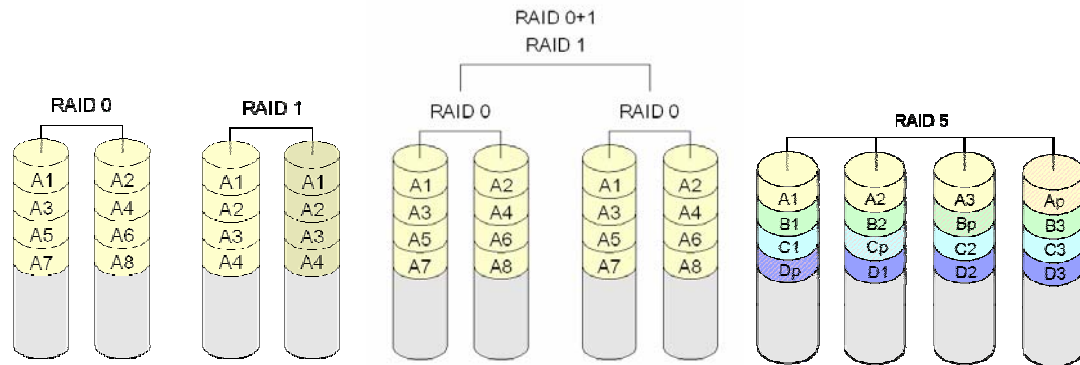 RAID 0
A1 A2
A3 A4
A5 A6
A7 A8
RAID 1
A1 A1
A2 A2
A3 A3
A4 A4
RAID 0+1
RAID 1
RAID 0 RAID 0
A1 A2 A1 A2
A3 A4 A3 A4
A5 A6 A5 A6
A7 A8 A7 A8
RAID 5
A1 A2 A3 Ap
B1 B2 Bp B3
C1 Cp C2 C3
Dp D1 D2 D3